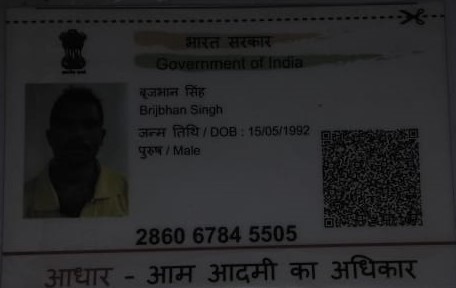 भारत सरकार
Government of India
बृजभान सिंह
Brijbhan Singh
जन्म तिथि / DOB : 15/05/1992
पुरुष / Male
2860 6784 5505
आधार - आम आदमी का अधिकार